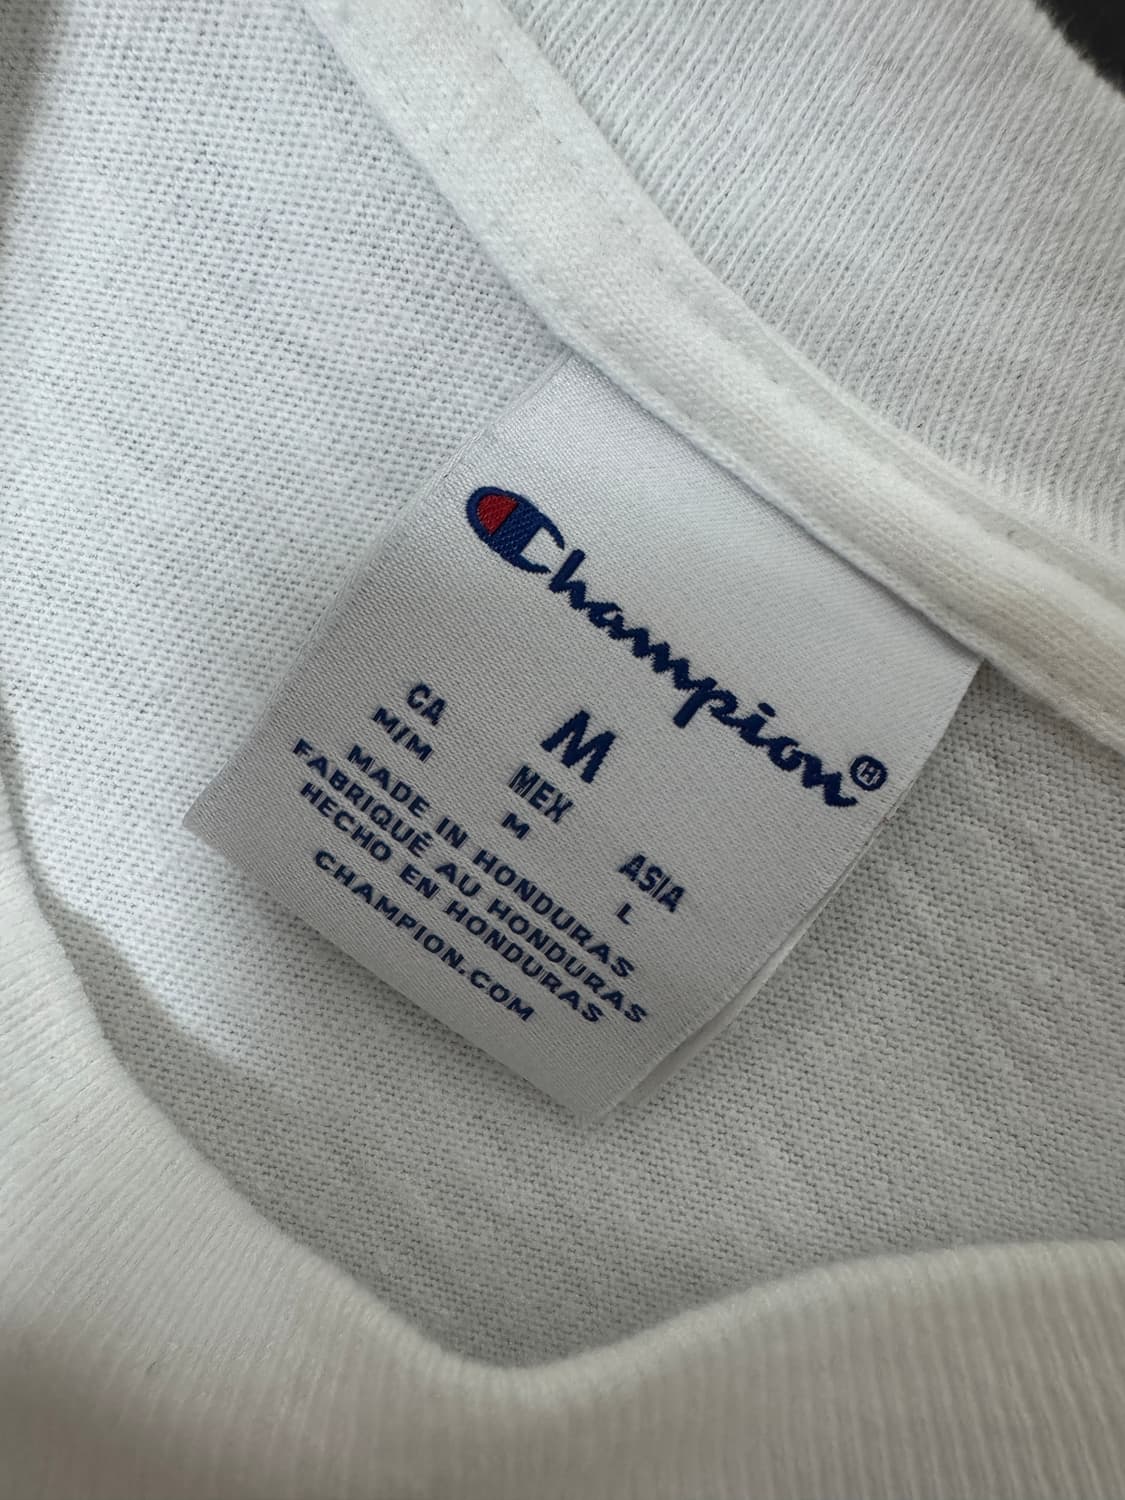 Champion®
M
CA MEX ASIA
M/M M L
MADE IN HONDURAS
FABRIQUÉ AU HONDURAS
HECHO EN HONDURAS
CHAMPION.COM